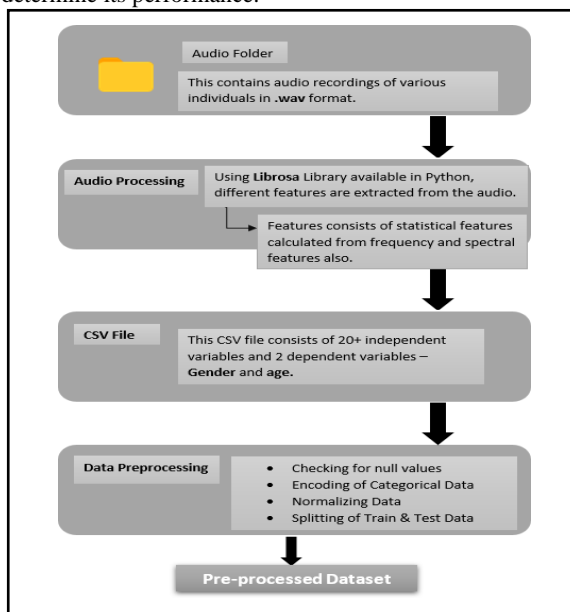 determine its performance.
Audio Folder
This contains audio recordings of various
individuals in .wav format.
Audio Processing
Using Librosa Library available in Python,
different features are extracted from the audio.
Features consists of statistical features
calculated from frequency and spectral
features also.
CSV File
This CSV file consists of 20+ independent
variables and 2 dependent variables –
Gender and age.
Data Preprocessing
• Checking for null values
• Encoding of Categorical Data
• Normalizing Data
• Splitting of Train & Test Data
Pre-processed Dataset